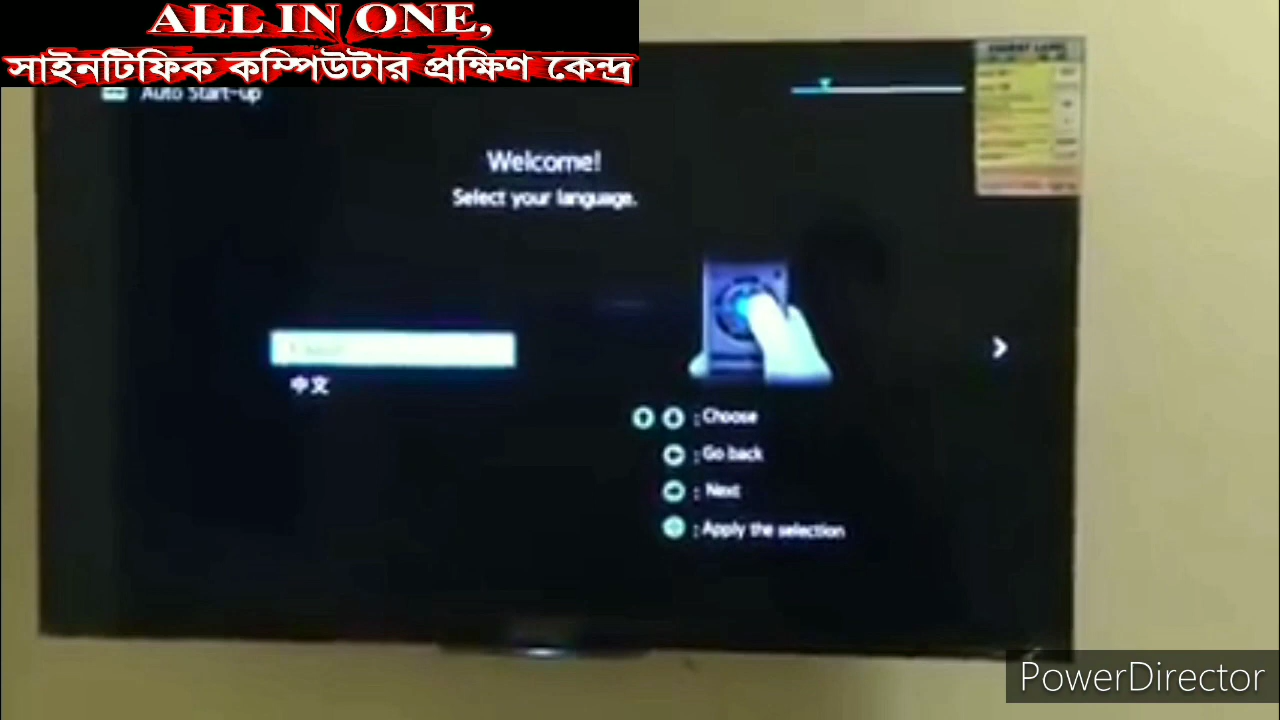 ALL IN ONE,
সাইনটিফিক কম্পিউটার প্রক্ষিণ কেন্দ্র
Auto Start-up
Welcome!
Select your language.
中文
: Choose
: Go back
: Next
: Apply the selection
PowerDirector